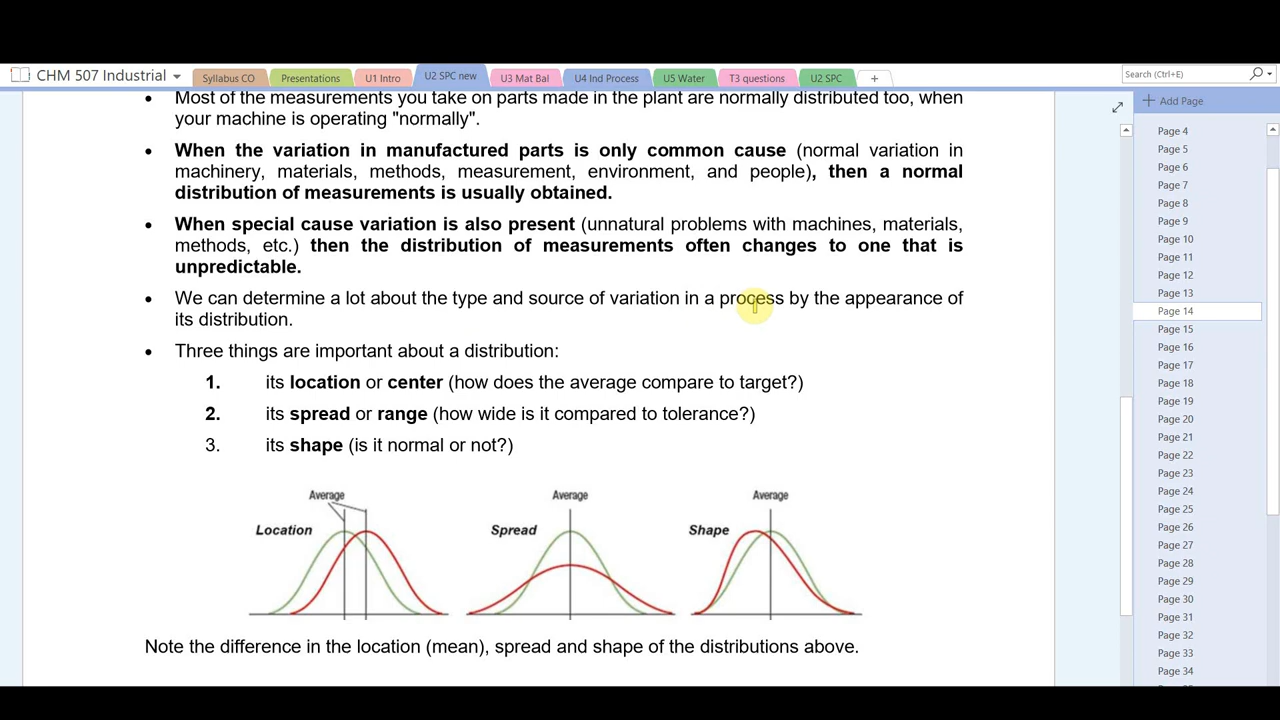 CHM 507 Industrial
Syllabus CO
Presentations
U1 Intro
U2 SPC new
U3 Mat Bal
U4 Ind Process
U5 Water
T3 questions
U2 SPC
+
Search (Ctrl+E)
Add Page
• Most of the measurements you take on parts made in the plant are normally distributed too, when
your machine is operating "normally".
• When the variation in manufactured parts is only common cause (normal variation in
machinery, materials, methods, measurement, environment, and people), then a normal
distribution of measurements is usually obtained.
• When special cause variation is also present (unnatural problems with machines, materials,
methods, etc.) then the distribution of measurements often changes to one that is
unpredictable.
• We can determine a lot about the type and source of variation in a process by the appearance of
its distribution.
• Three things are important about a distribution:
1. its location or center (how does the average compare to target?)
2. its spread or range (how wide is it compared to tolerance?)
3. its shape (is it normal or not?)
Average
Location
Average
Spread
Average
Shape
Note the difference in the location (mean), spread and shape of the distributions above.
Page 4
Page 5
Page 6
Page 7
Page 8
Page 9
Page 10
Page 11
Page 12
Page 13
Page 14
Page 15
Page 16
Page 17
Page 18
Page 19
Page 20
Page 21
Page 22
Page 23
Page 24
Page 25
Page 26
Page 27
Page 28
Page 29
Page 30
Page 31
Page 32
Page 33
Page 34